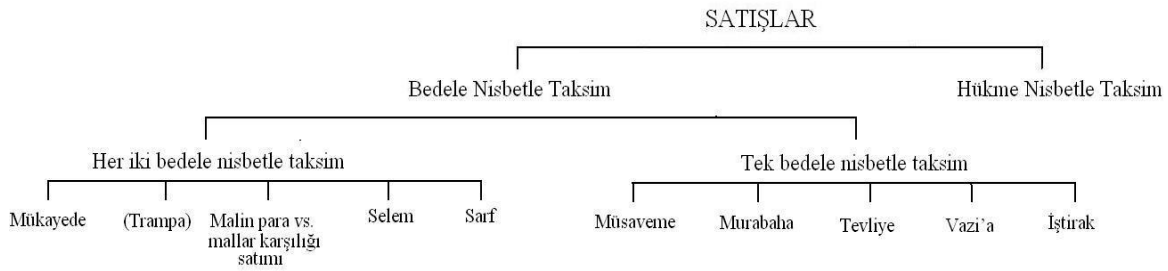 SATIŞLAR
Bedele Nisbetle Taksim
Hükme Nisbetle Taksim
Her iki bedele nisbetle taksim
Tek bedele nisbetle taksim
Mükayede
(Trampa)
Malin para vs.
mallar karşılığı
satımı
Selem
Sarf
Müsaveme
Murabaha
Tevliye
Vazi’a
İştirak